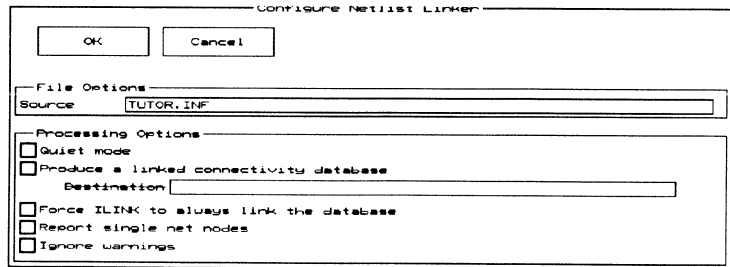 Configure Netlist Linker
OK Cancel
File Options
Source TUTOR.INF
Processing Options
Quiet mode
Produce a linked connectivity database
Destination
Force ILINK to always link the database
Report single net nodes
Ignore warnings